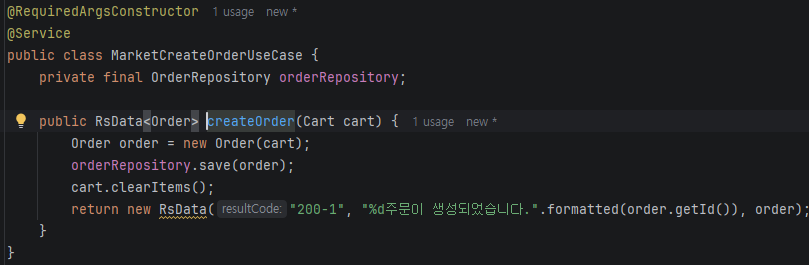 @RequiredArgsConstructor 1 usage new *
@Service
public class MarketCreateOrderUseCase {
private final OrderRepository orderRepository;
public RsData<Order> createOrder(Cart cart) { 1 usage new *
Order order = new Order(cart);
orderRepository.save(order);
cart.clearItems();
return new RsData( resultCode: "200-1", "%d주문이 생성되었습니다.".formatted(order.getId()), order);
}
}